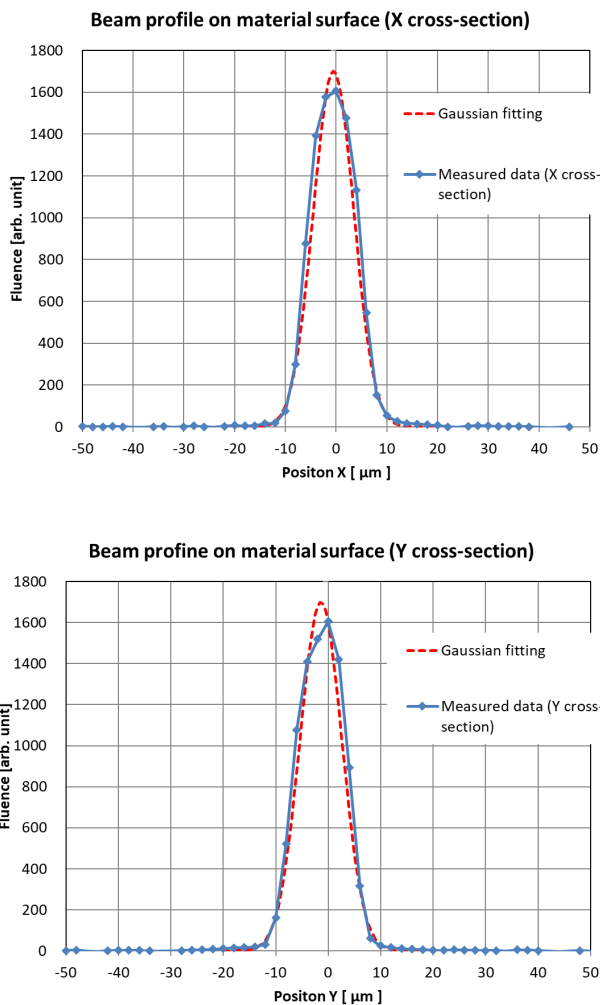 Beam profile on material surface (X cross-section)
1800
1600
1400
1200
1000
800
600
400
200
0
Fluence [arb. unit]
Gaussian fitting
Measured data (X cross-
section)
-50 -40 -30 -20 -10 0 10 20 30 40 50
Positon X [ µm ]
Beam profine on material surface (Y cross-section)
1800
1600
1400
1200
1000
800
600
400
200
0
Fluence [arb. unit]
Gaussian fitting
Measured data (Y cross-
section)
-50 -40 -30 -20 -10 0 10 20 30 40 50
Positon Y [ µm ]